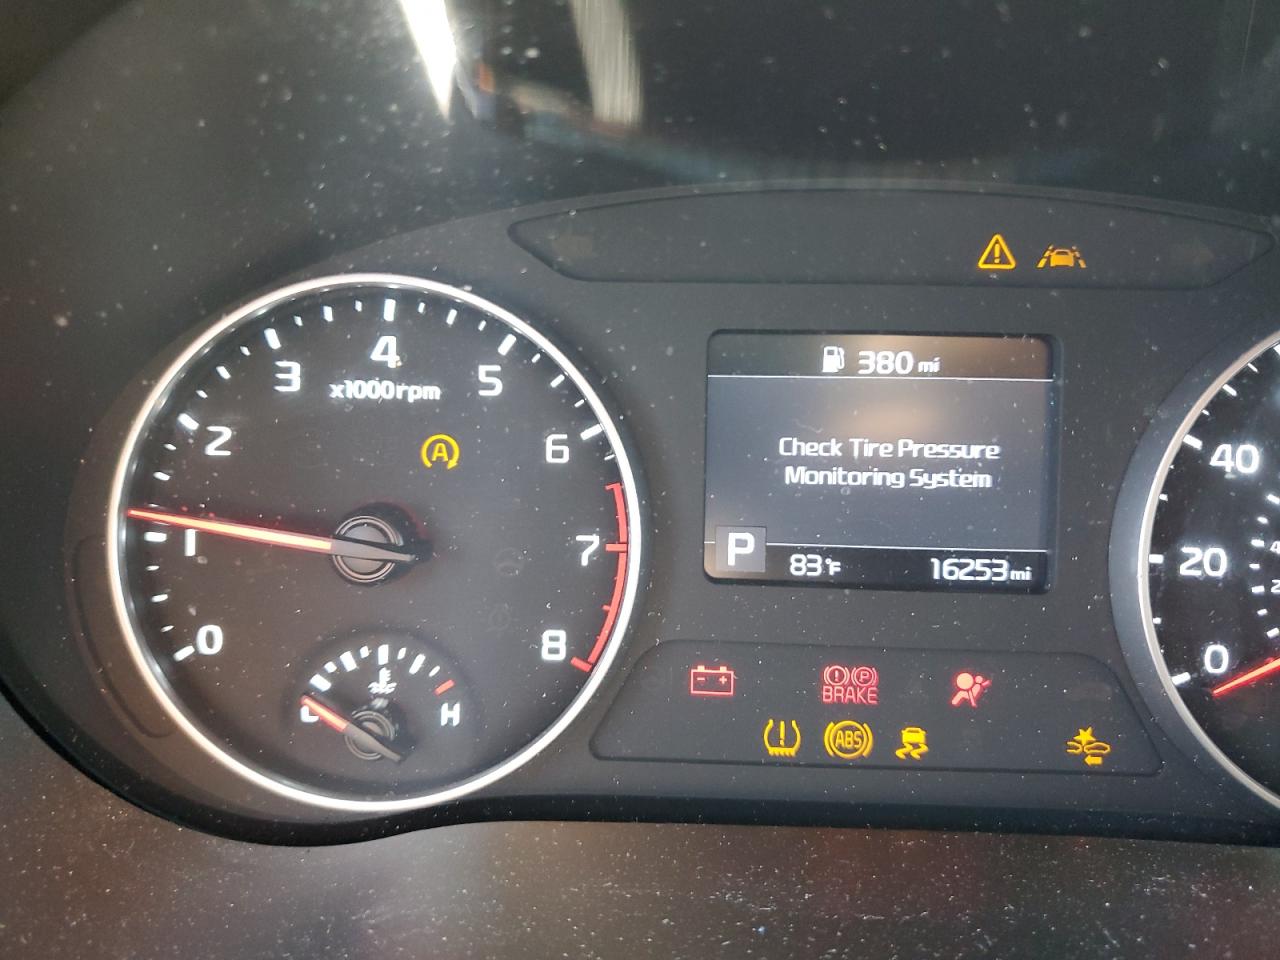 380 mi
4
3
5
x1000rpm
2
A
6
Check Tire Pressure
Monitoring System
40
1
7
P
83°F
16253 mi
20
0
8
0
H
BRAKE
P
ABS